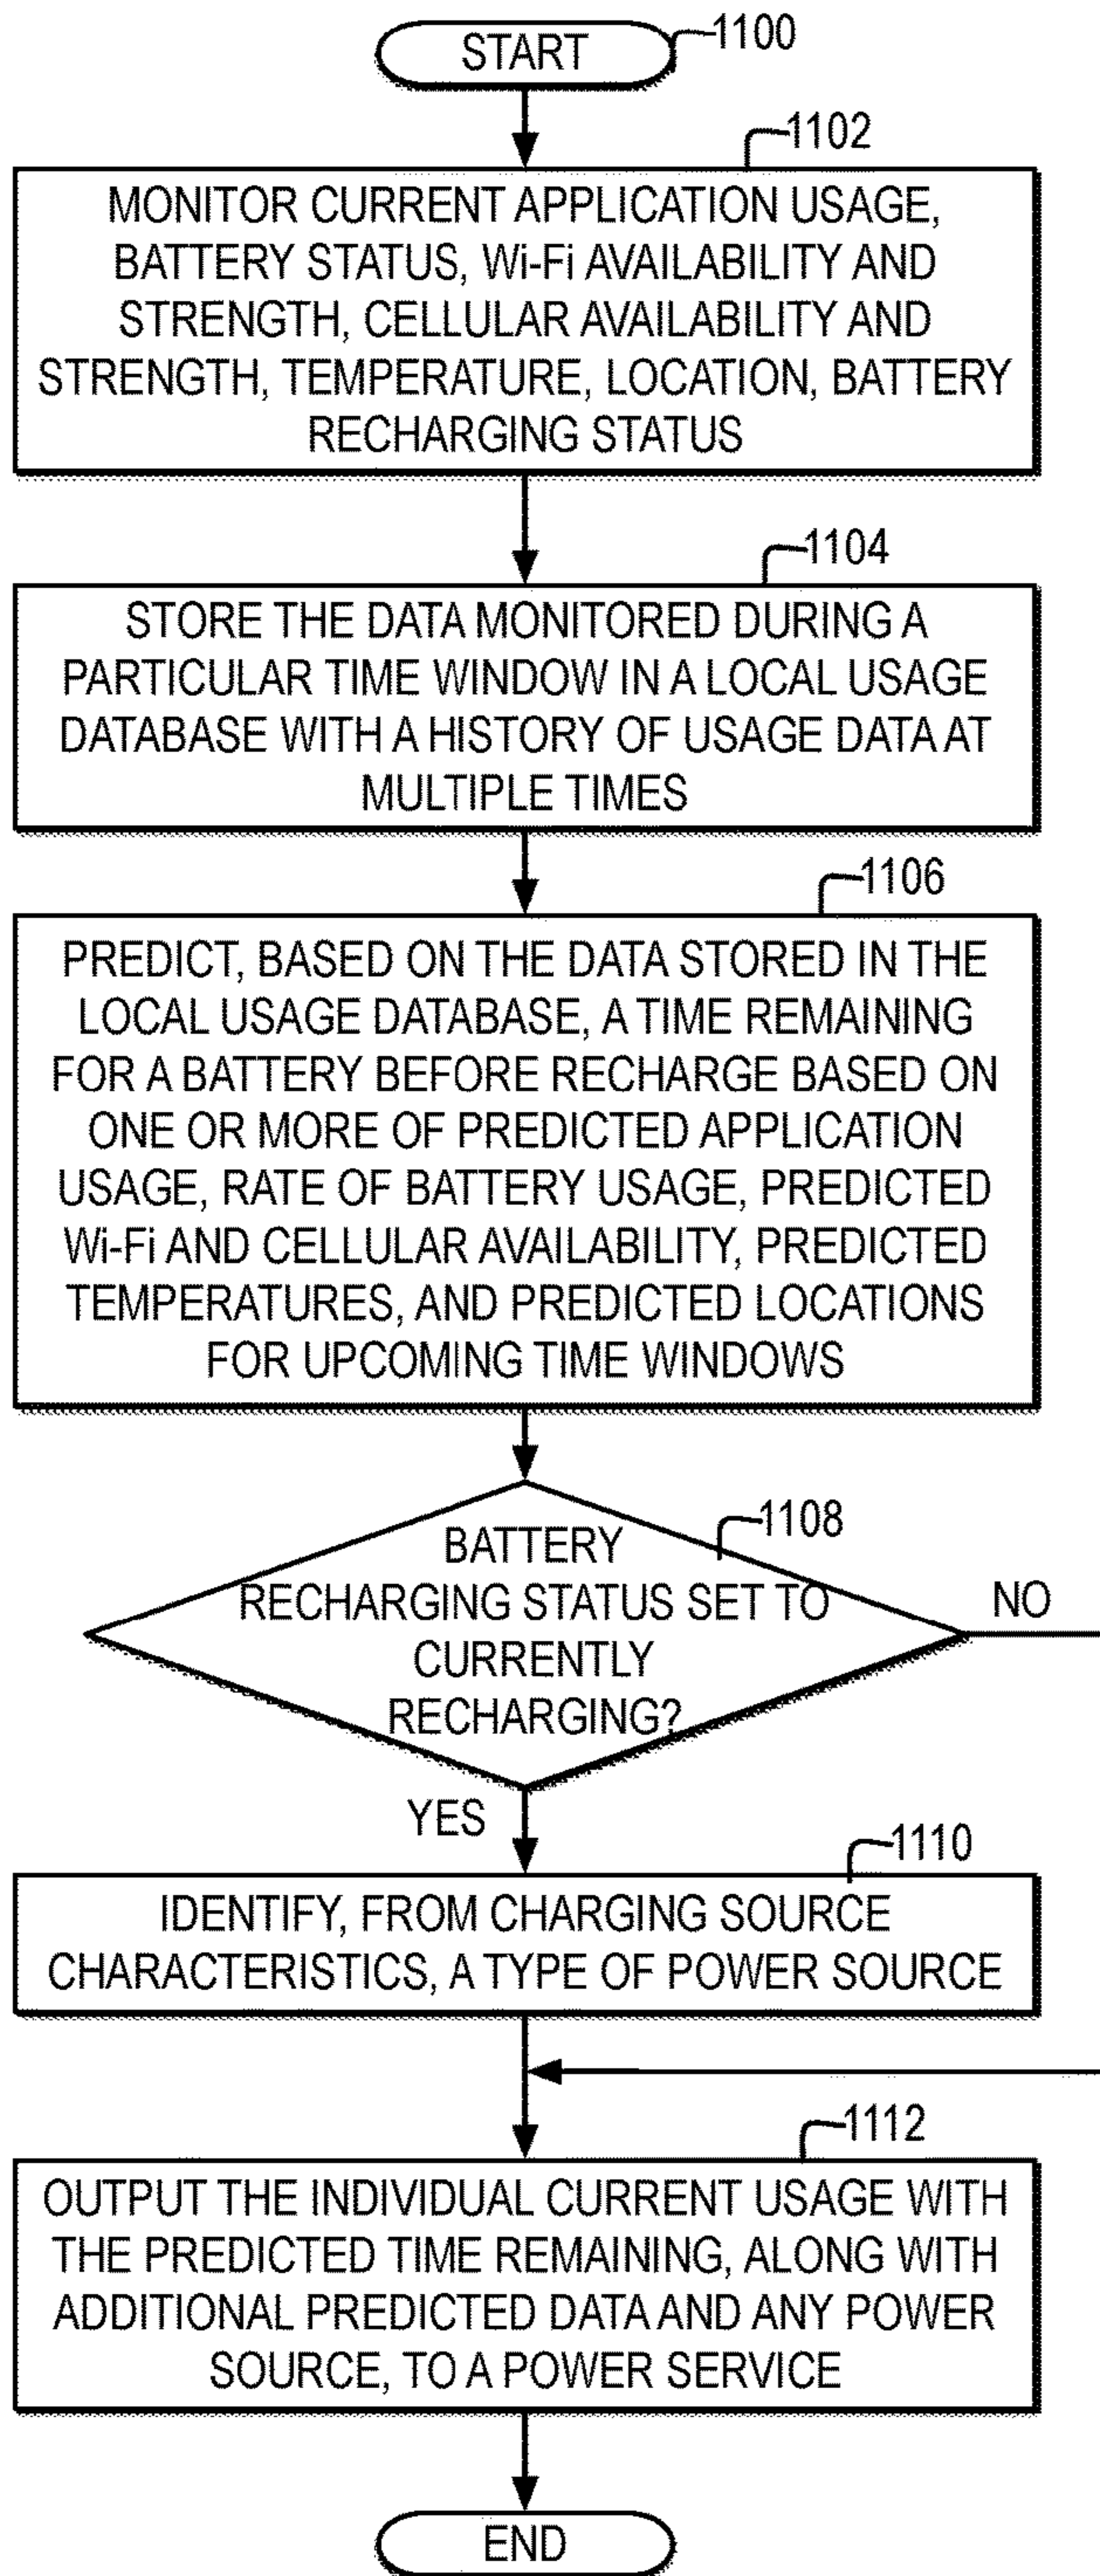 START
1100
1102
MONITOR CURRENT APPLICATION USAGE,
BATTERY STATUS, Wi-Fi AVAILABILITY AND
STRENGTH, CELLULAR AVAILABILITY AND
STRENGTH, TEMPERATURE, LOCATION, BATTERY
RECHARGING STATUS
1104
STORE THE DATA MONITORED DURING A
PARTICULAR TIME WINDOW IN A LOCAL USAGE
DATABASE WITH A HISTORY OF USAGE DATA AT
MULTIPLE TIMES
1106
PREDICT, BASED ON THE DATA STORED IN THE
LOCAL USAGE DATABASE, A TIME REMAINING
FOR A BATTERY BEFORE RECHARGE BASED ON
ONE OR MORE OF PREDICTED APPLICATION
USAGE, RATE OF BATTERY USAGE, PREDICTED
Wi-Fi AND CELLULAR AVAILABILITY, PREDICTED
TEMPERATURES, AND PREDICTED LOCATIONS
FOR UPCOMING TIME WINDOWS
1108
BATTERY
RECHARGING STATUS SET TO
CURRENTLY
RECHARGING?
NO
YES
1110
IDENTIFY, FROM CHARGING SOURCE
CHARACTERISTICS, A TYPE OF POWER SOURCE
1112
OUTPUT THE INDIVIDUAL CURRENT USAGE WITH
THE PREDICTED TIME REMAINING, ALONG WITH
ADDITIONAL PREDICTED DATA AND ANY POWER
SOURCE, TO A POWER SERVICE
END